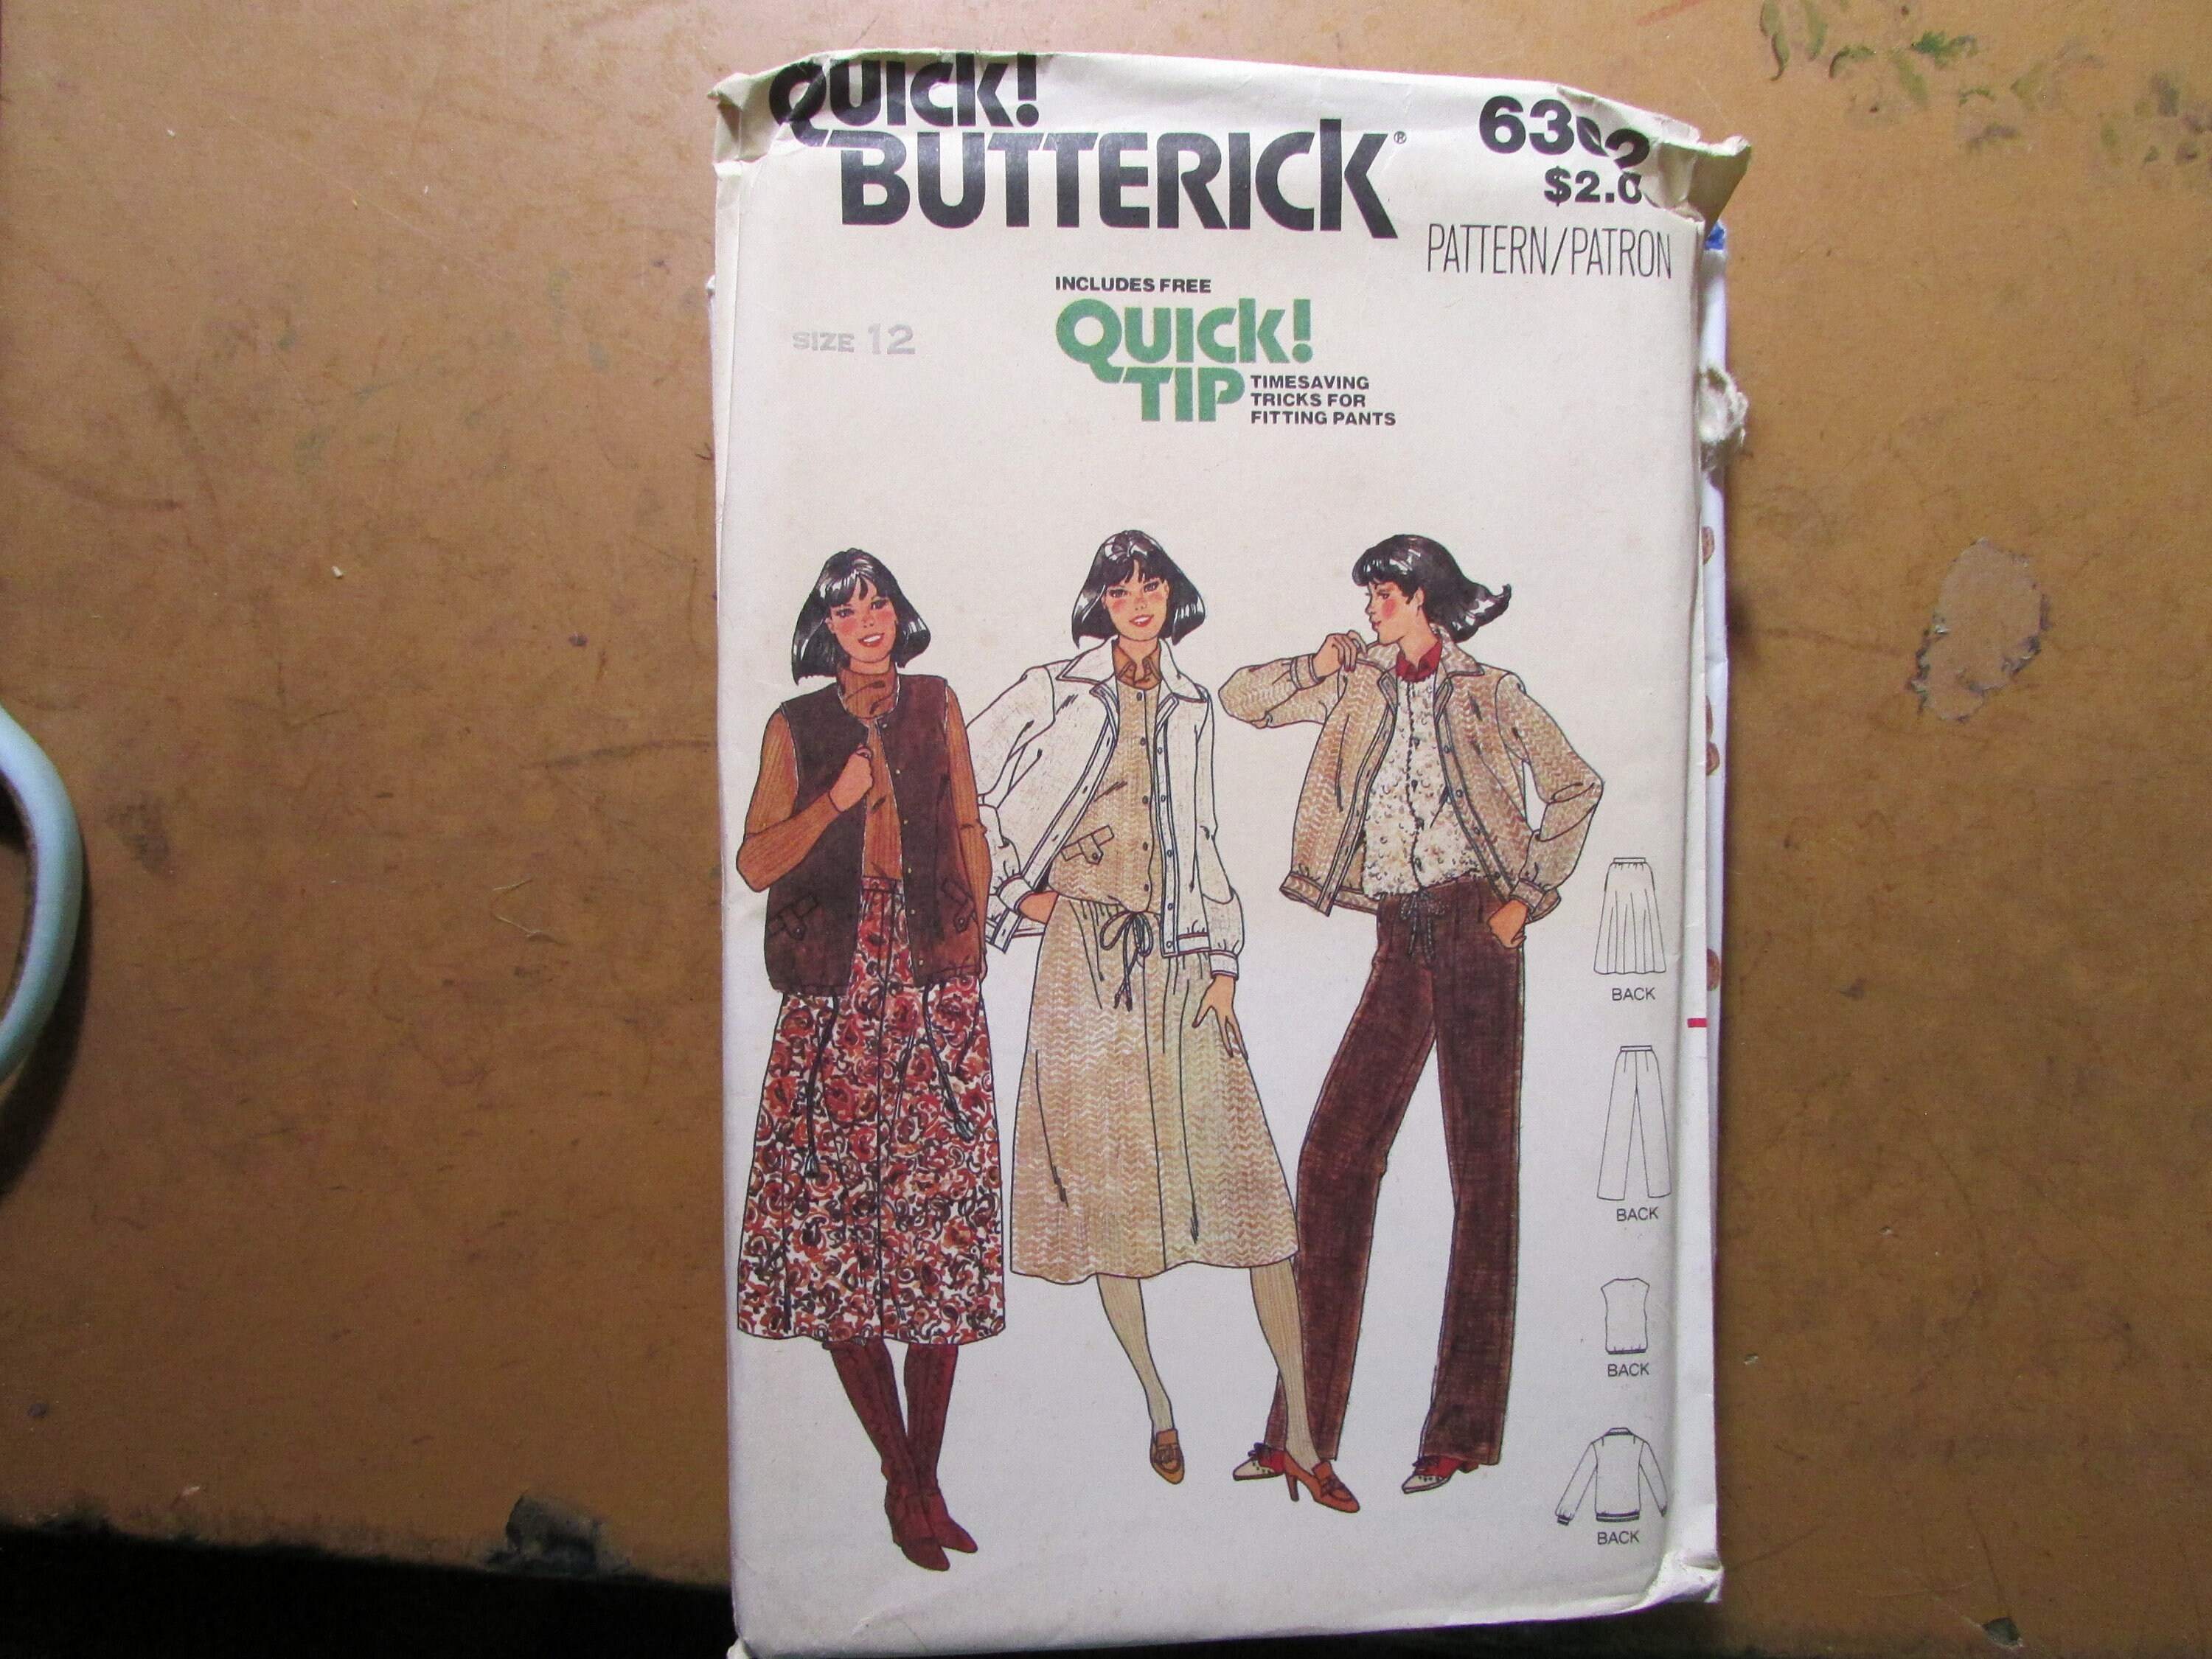 QUICK!
BUTTERICK®
PATTERN/PATRON
INCLUDES FREE
QUICK!
TIP
TIMESAVING
TRICKS FOR
FITTING PANTS
SIZE 12
BACK
BACK
BACK
BACK